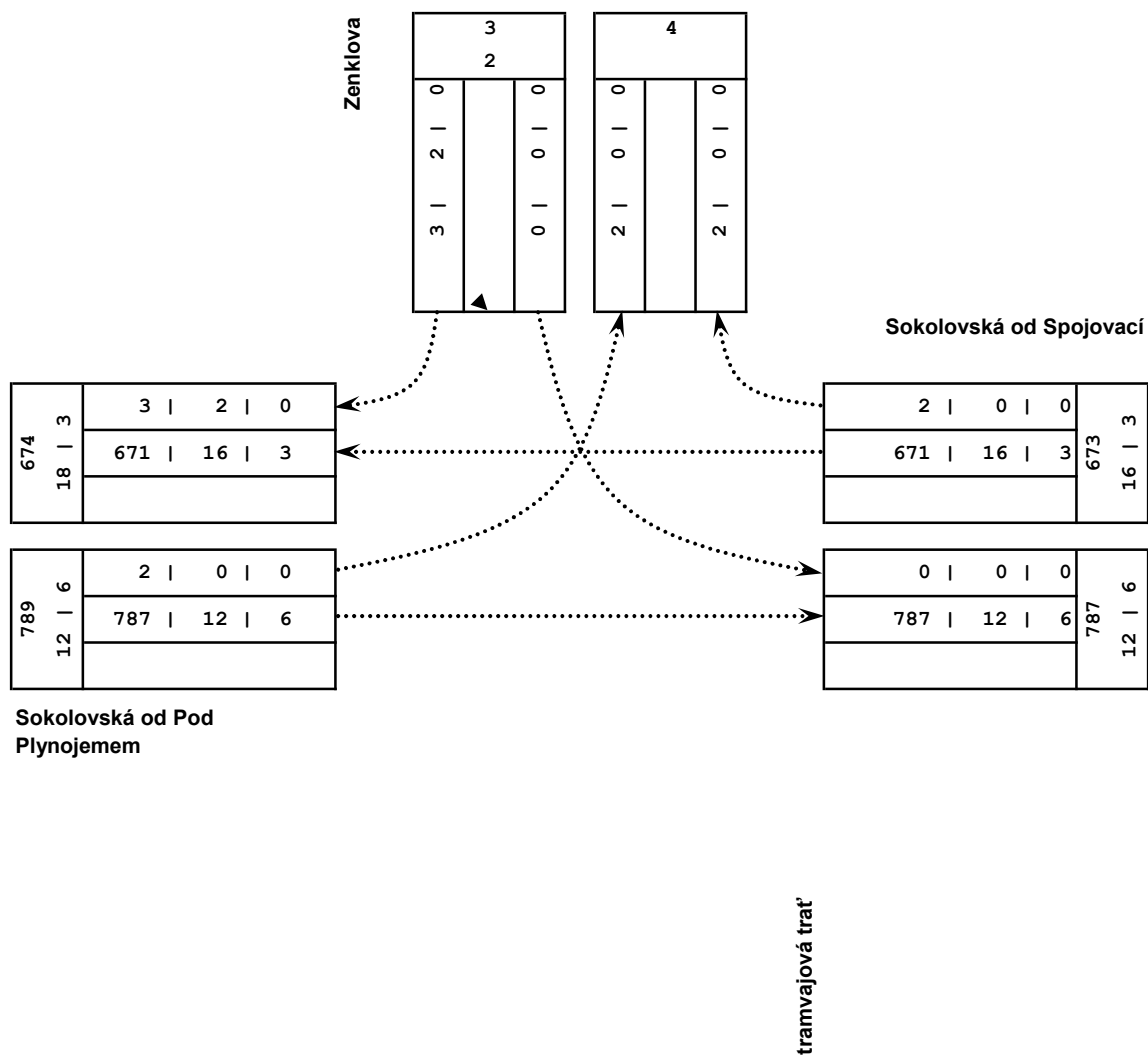 Zenklova
3
2
4
3 | 2 | 0
0 | 0 | 0
2 | 0 | 0
2 | 0 | 0
Sokolovská od Spojovací
674
18 | 3
3 | 2 | 0
671 | 16 | 3
2 | 0 | 0
671 | 16 | 3
673
16 | 3
789
12 | 6
2 | 0 | 0
787 | 12 | 6
0 | 0 | 0
787 | 12 | 6
787
12 | 6
Sokolovská od Pod
Plynojemem
tramvajová trať